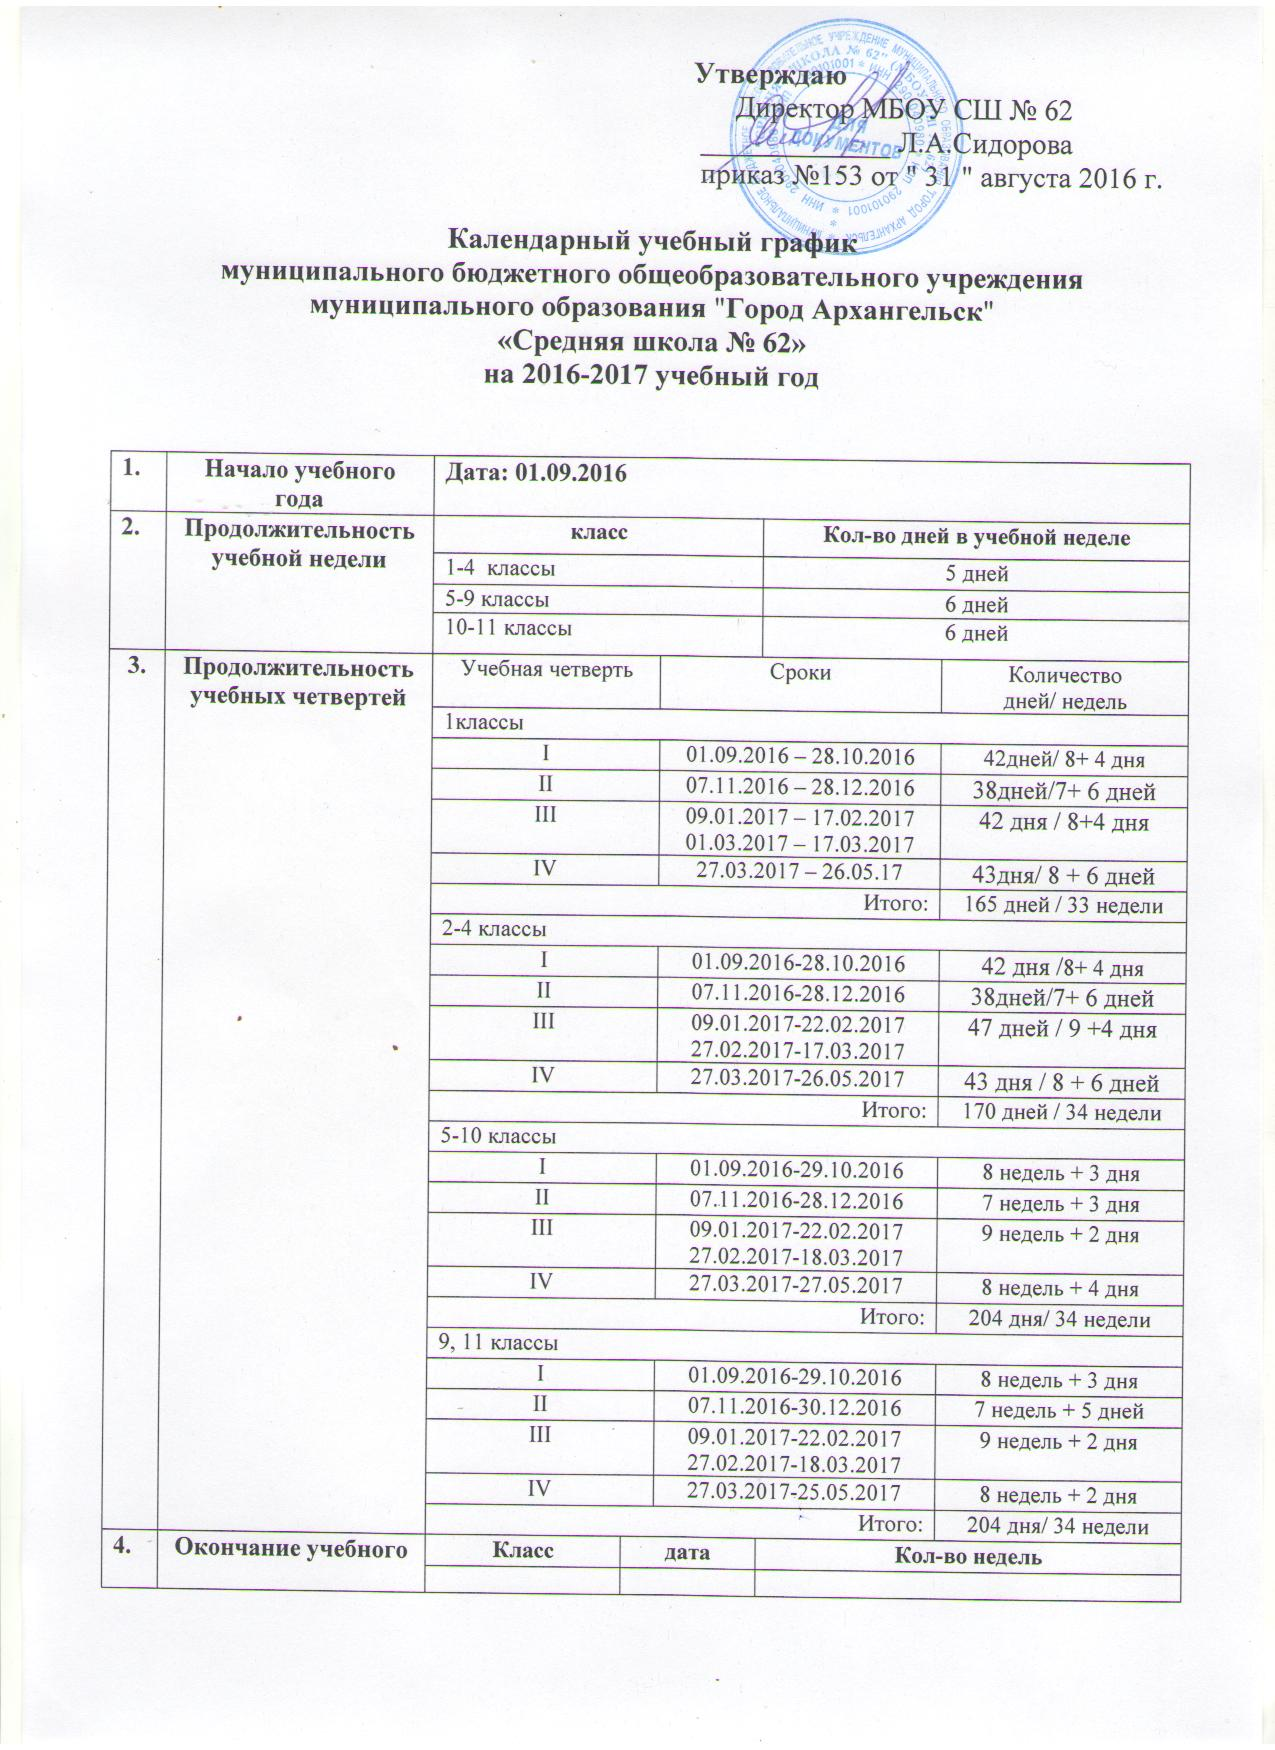 Утверждаю
Директор МБОУ СШ № 62
_____________ Л.А.Сидорова
приказ №153 от " 31 " августа 2016 г.
ДЛЯ
ДОКУМЕНТОВ
Календарный учебный график
муниципального бюджетного общеобразовательного учреждения
муниципального образования "Город Архангельск"
«Средняя школа № 62»
на 2016-2017 учебный год
1. Начало учебного Дата: 01.09.2016
года
2. Продолжительность класс Кол-во дней в учебной неделе
учебной недели
1-4 классы 5 дней
5-9 классы 6 дней
10-11 классы 6 дней
3. Продолжительность Учебная четверть Сроки Количество
учебных четвертей дней/ недель
1классы
I 01.09.2016 – 28.10.2016 42дней/ 8+ 4 дня
II 07.11.2016 – 28.12.2016 38дней/7+ 6 дней
III 09.01.2017 – 17.02.2017 42 дня / 8+4 дня
01.03.2017 – 17.03.2017
IV 27.03.2017 – 26.05.17 43дня/ 8 + 6 дней
Итого: 165 дней / 33 недели
2-4 классы
I 01.09.2016-28.10.2016 42 дня /8+ 4 дня
II 07.11.2016-28.12.2016 38дней/7+ 6 дней
III 09.01.2017-22.02.2017 47 дней / 9 +4 дня
27.02.2017-17.03.2017
IV 27.03.2017-26.05.2017 43 дня / 8 + 6 дней
Итого: 170 дней / 34 недели
5-10 классы
I 01.09.2016-29.10.2016 8 недель + 3 дня
II 07.11.2016-28.12.2016 7 недель + 3 дня
III 09.01.2017-22.02.2017 9 недель + 2 дня
27.02.2017-18.03.2017
IV 27.03.2017-27.05.2017 8 недель + 4 дня
Итого: 204 дня/ 34 недели
9, 11 классы
I 01.09.2016-29.10.2016 8 недель + 3 дня
II 07.11.2016-30.12.2016 7 недель + 5 дней
III 09.01.2017-22.02.2017 9 недель + 2 дня
27.02.2017-18.03.2017
IV 27.03.2017-25.05.2017 8 недель + 2 дня
Итого: 204 дня/ 34 недели
4. Окончание учебного Класс дата Кол-во недель